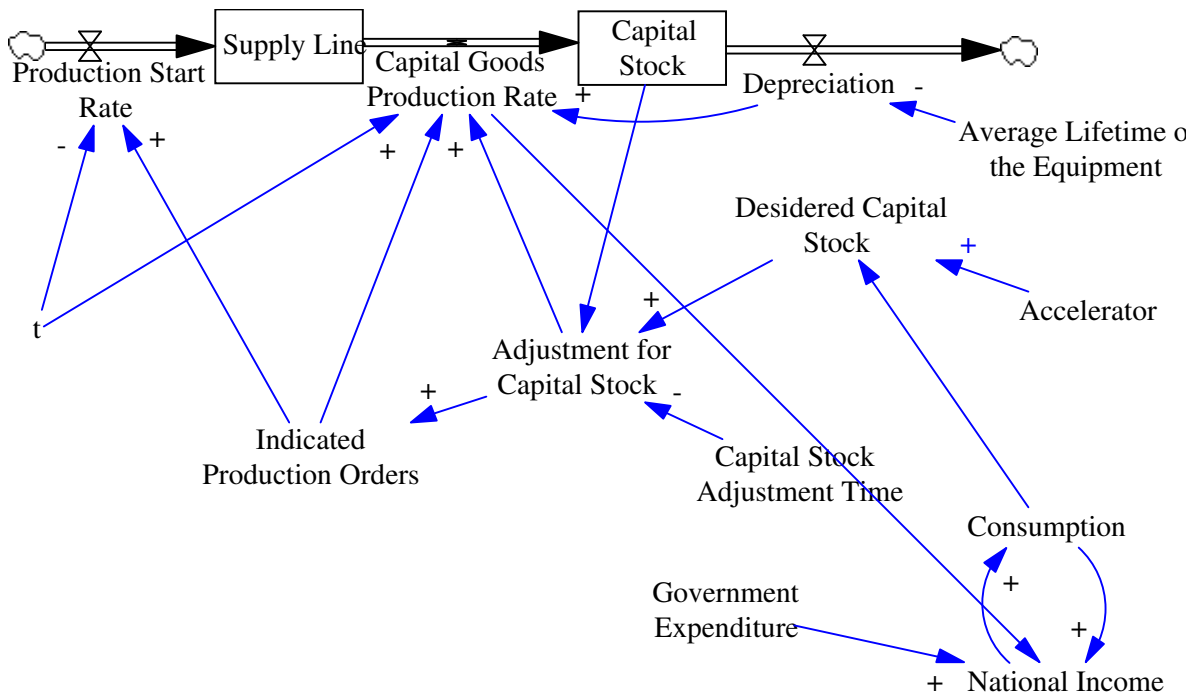 Supply Line
Capital
Stock
Production Start
Rate
Capital Goods
Production Rate
+
Depreciation
-
Average Lifetime o
the Equipment
-
+
+
+
Desidered Capital
Stock
+
Accelerator
t
+
Adjustment for
Capital Stock
-
+
Indicated
Production Orders
Capital Stock
Adjustment Time
Consumption
+
Government
Expenditure
+
+
National Income